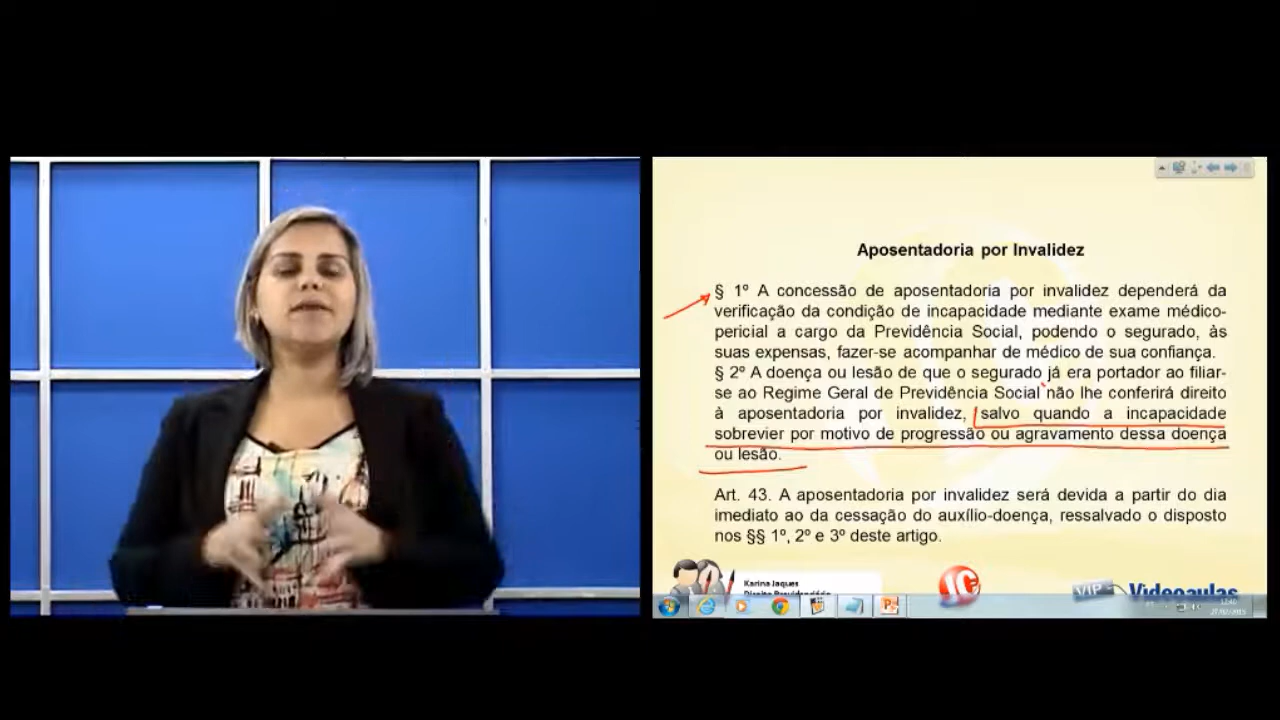 Aposentadoria por Invalidez
§ 1º A concessão de aposentadoria por invalidez dependerá da
verificação da condição de incapacidade mediante exame médico-
pericial a cargo da Previdência Social, podendo o segurado, às
suas expensas, fazer-se acompanhar de médico de sua confiança.
§ 2º A doença ou lesão de que o segurado já era portador ao filiar-
se ao Regime Geral de Previdência Social não lhe conferirá direito
à aposentadoria por invalidez, salvo quando a incapacidade
sobrevier por motivo de progressão ou agravamento dessa doença
ou lesão.
Art. 43. A aposentadoria por invalidez será devida a partir do dia
imediato ao da cessação do auxílio-doença, ressalvado o disposto
nos §§ 1º, 2º e 3º deste artigo.
Karina Jaques
Direito Previdenciário
VIP Videoaulas